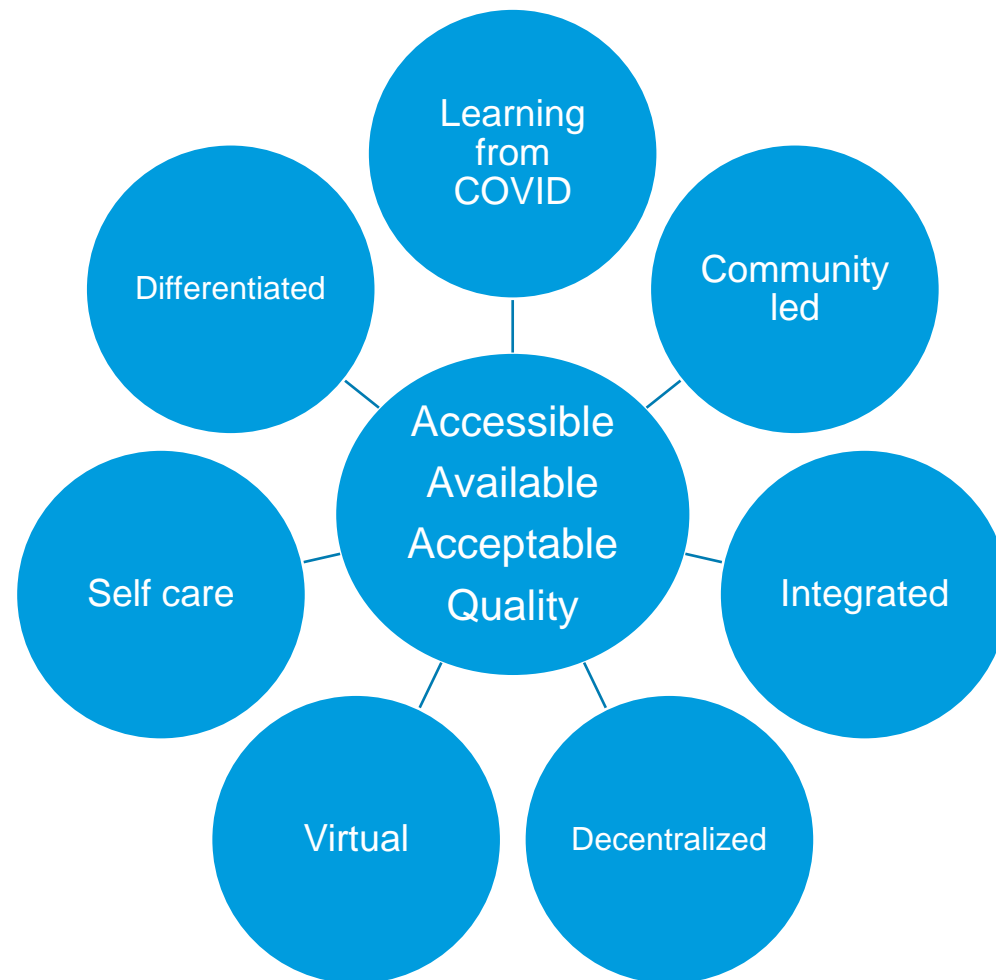 Learning
from
COVID
Community
led
Integrated
Decentralized
Virtual
Self care
Differentiated
Accessible
Available
Acceptable
Quality